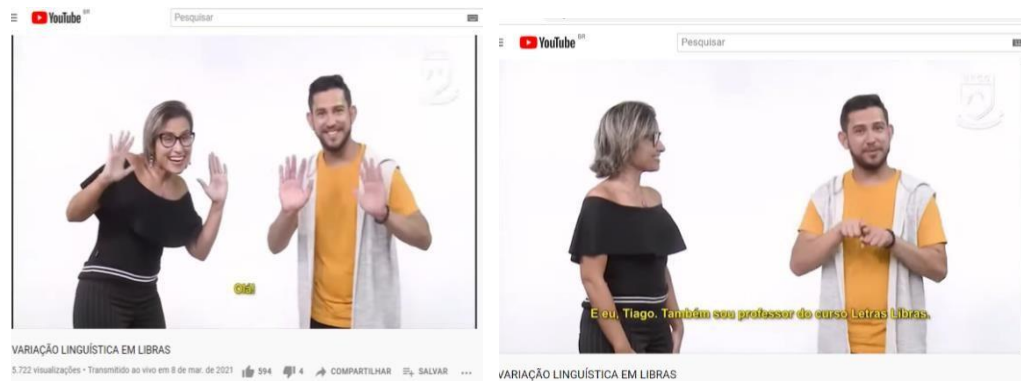 YouTube BR
Pesquisar
Olá!
VARIAÇÃO LINGUÍSTICA EM LIBRAS
5.722 visualizações • Transmitido ao vivo em 8 de mar. de 2021 594 4 COMPARTILHAR SALVAR ...
YouTube BR
Pesquisar
E eu, Tiago. Também sou professor do curso Letras Libras.
VARIAÇÃO LINGUÍSTICA EM LIBRAS